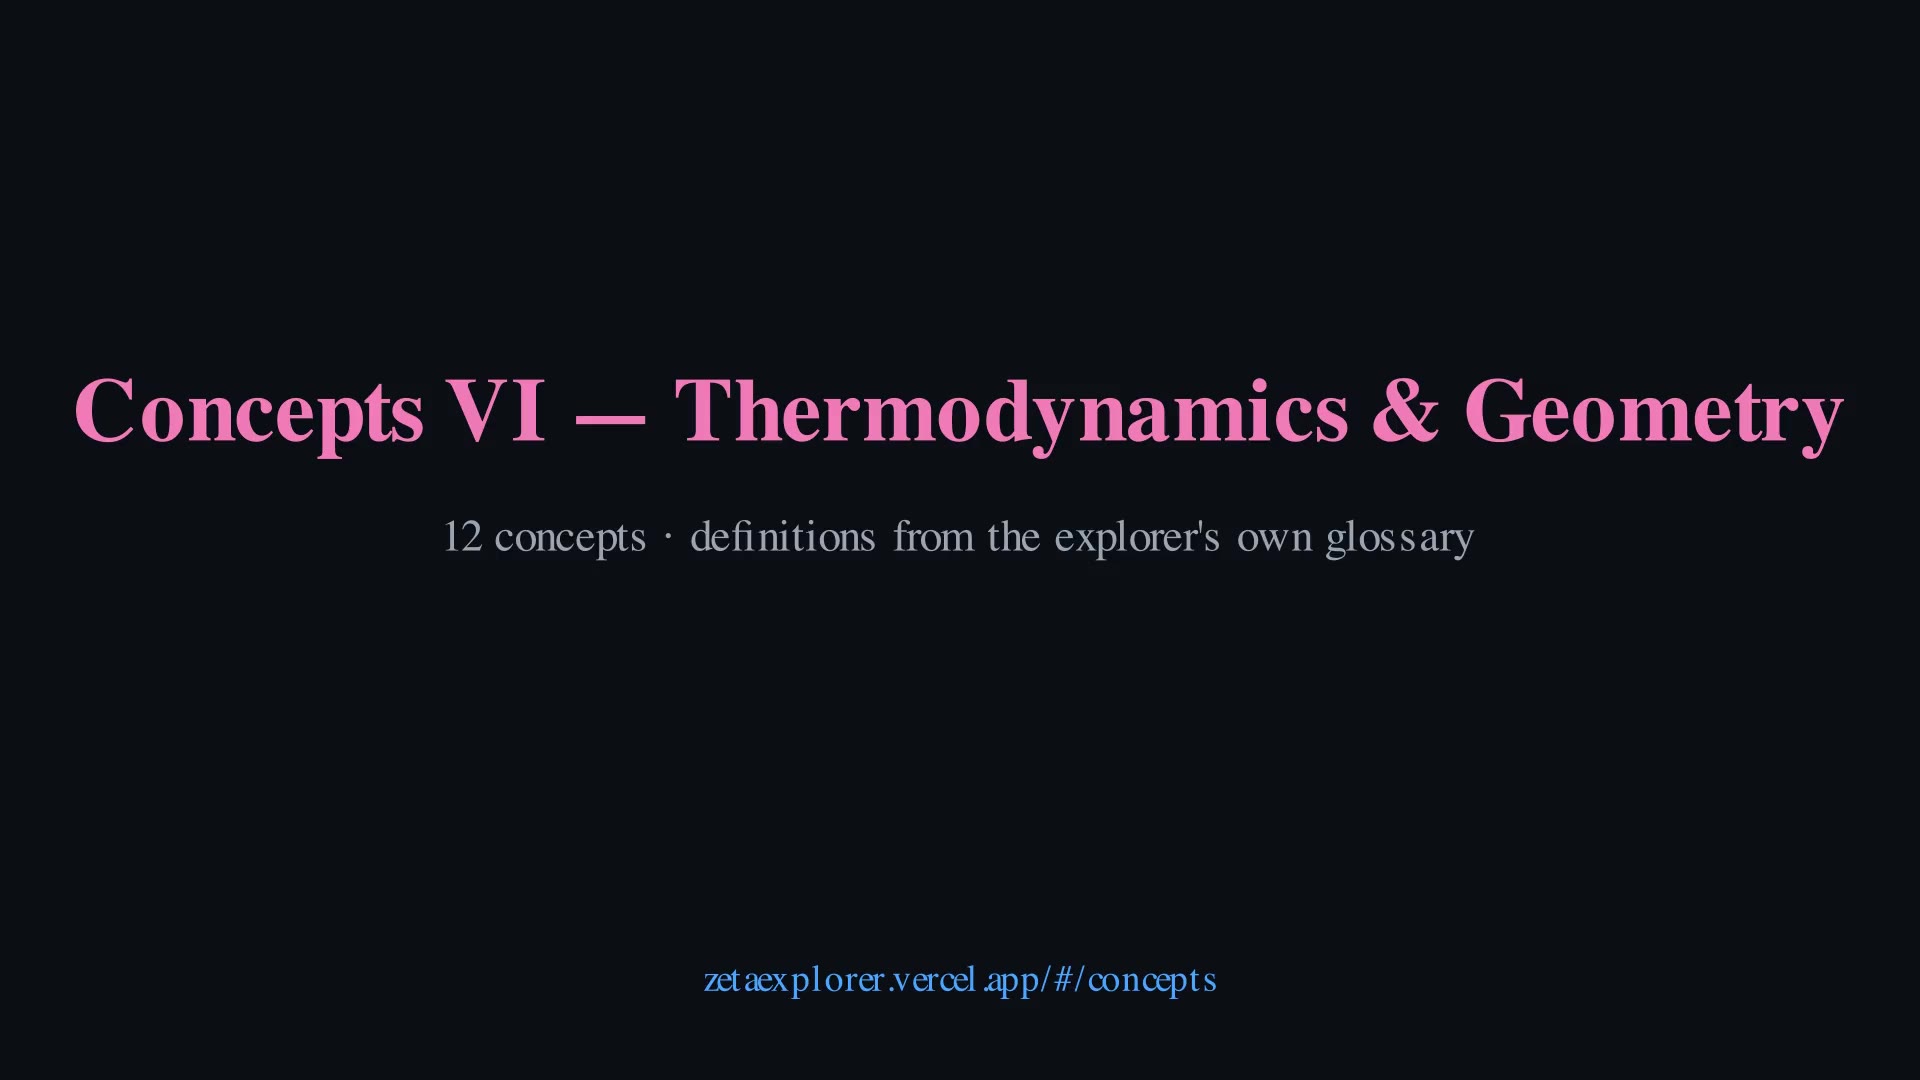 Concepts VI — Thermodynamics & Geometry
12 concepts · definitions from the explorer's own glossary
zetaexplorer.vercel.app/#/concepts